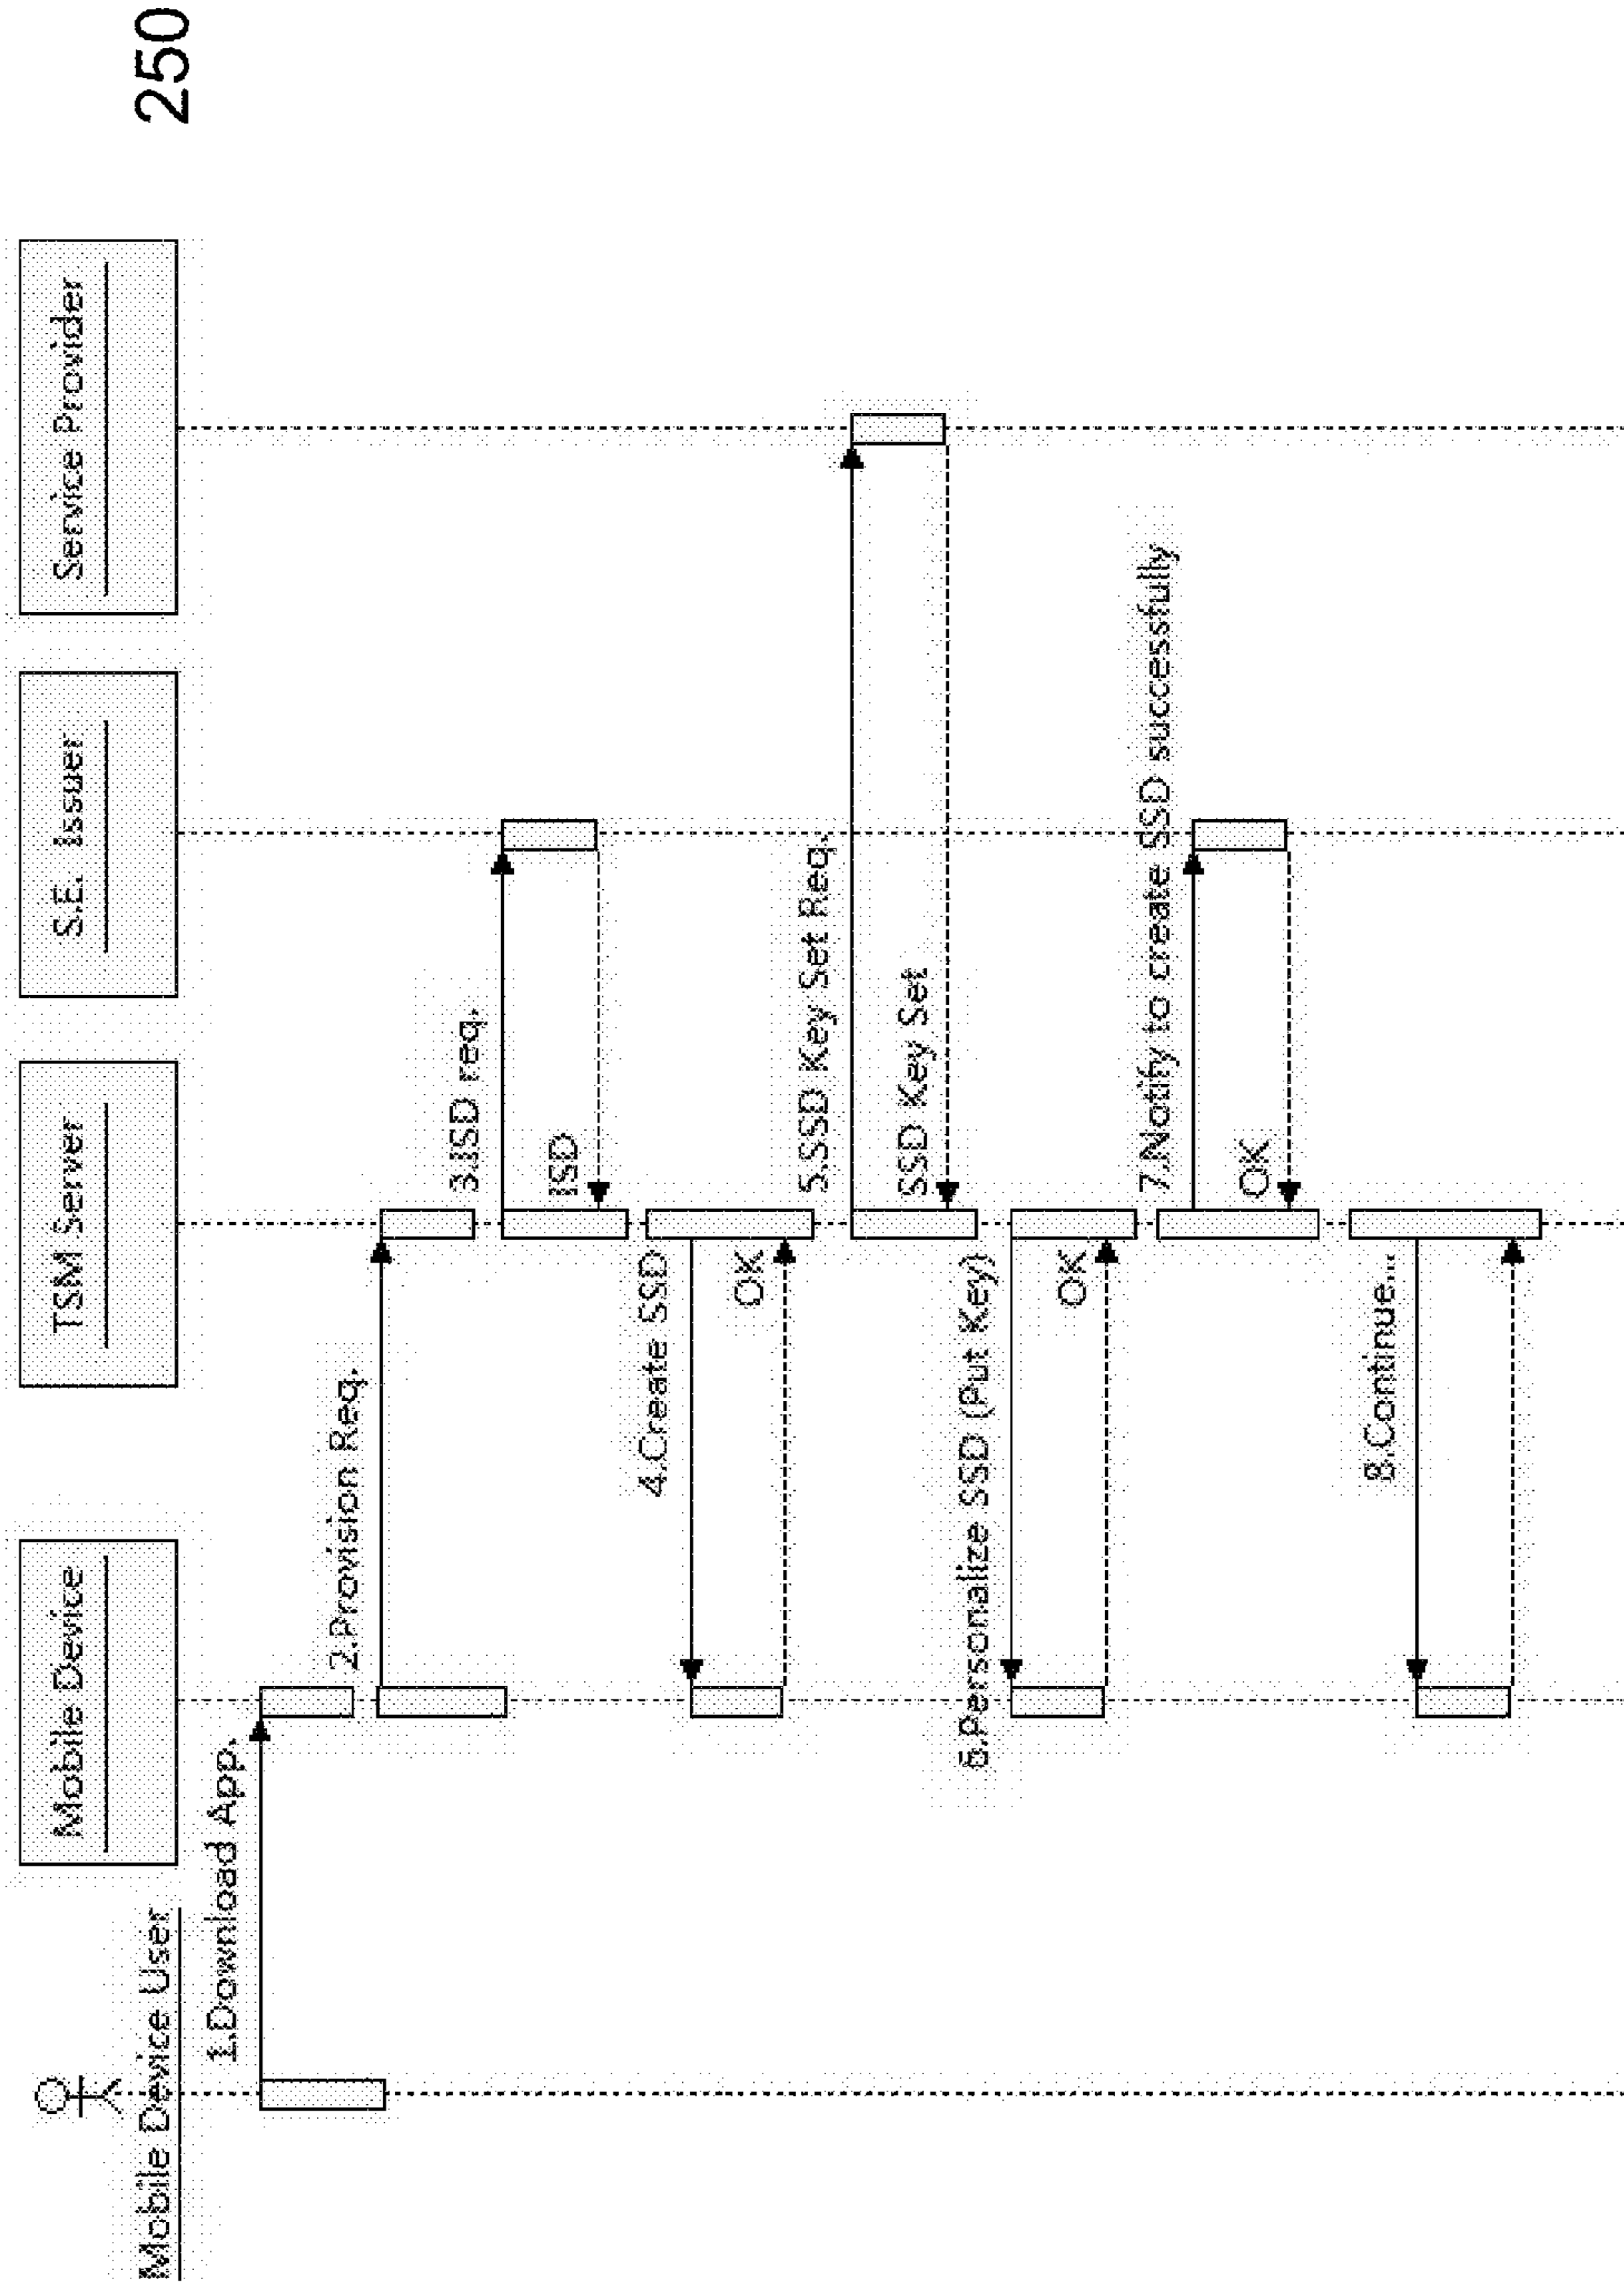 250
Mobile Device User
Mobile Device
TSM Server
S.E. Issuer
Service Provider
1.Download App.
2.Provision Req.
3.ISD req.
ISD
4.Create SSD
OK
5.SSD Key Set Req.
SSD Key Set
6.Personalize SSD (Put Key)
OK
7.Notify to create SSD successfully
OK
8.Continue...